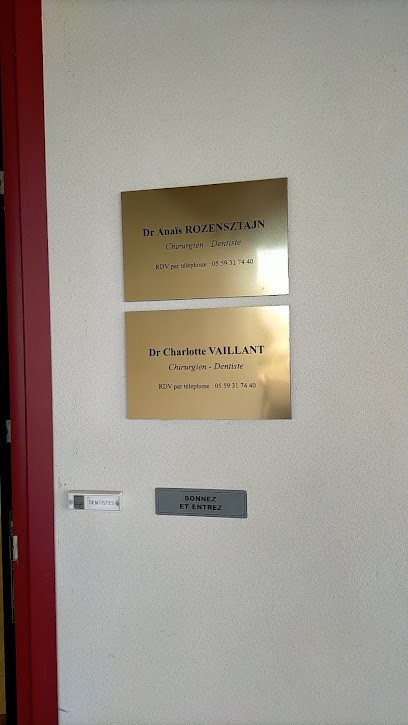 Dr Anaïs ROZENSZTAJN
Chirurgien - Dentiste
RDV par téléphone : 05 59 31 74 40
Dr Charlotte VAILLANT
Chirurgien - Dentiste
RDV par téléphone : 05 59 31 74 40
DENTISTES
SONNEZ
ET ENTREZ